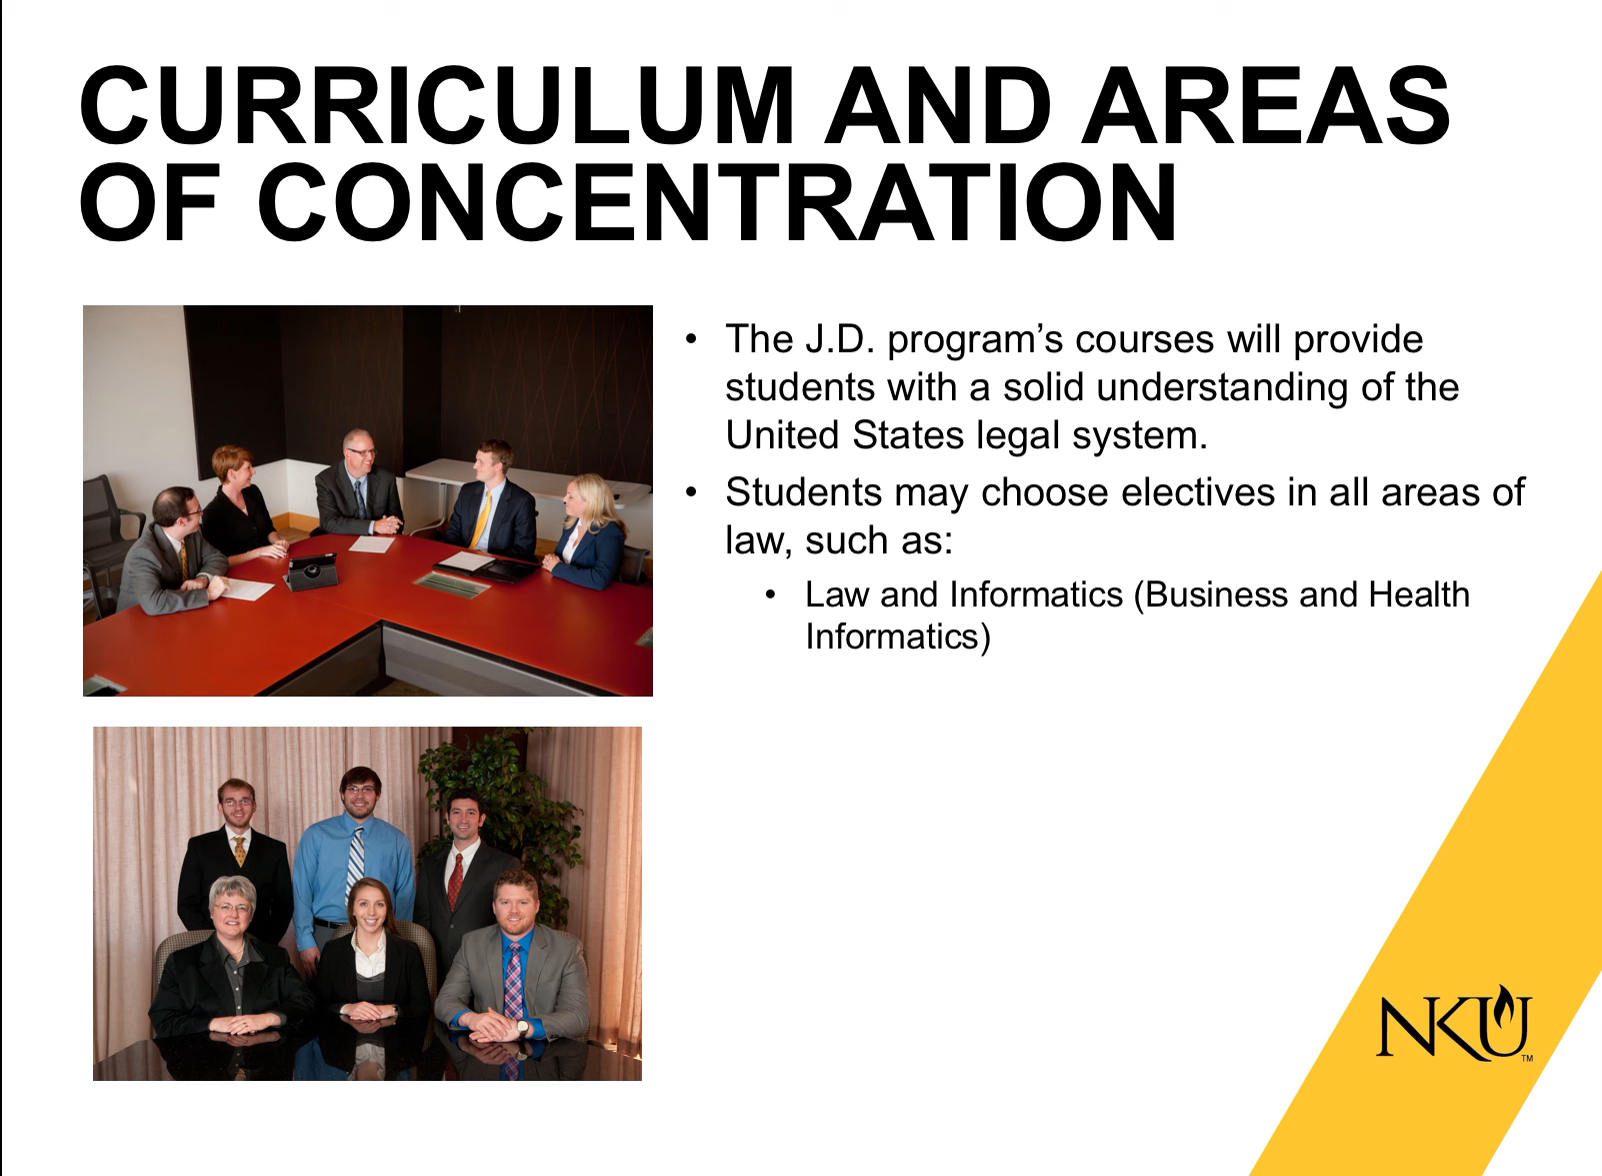 CURRICULUM AND AREAS
OF CONCENTRATION
• The J.D. program’s courses will provide
students with a solid understanding of the
United States legal system.
• Students may choose electives in all areas of
law, such as:
• Law and Informatics (Business and Health
Informatics)
NKU™